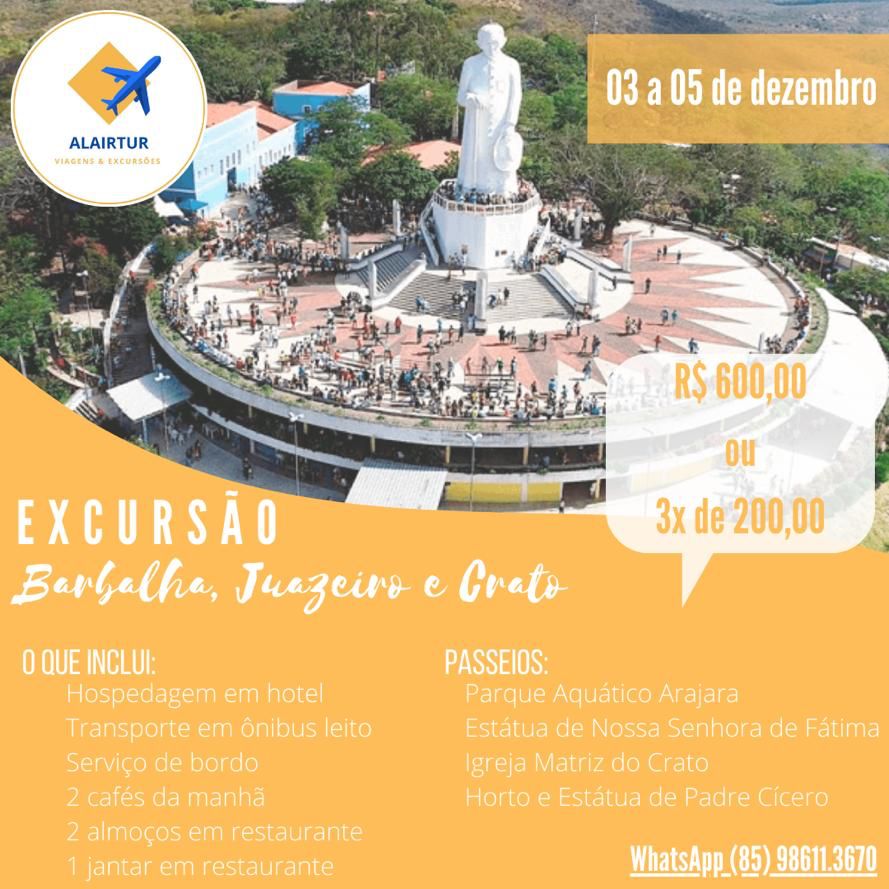 ALAIRTUR
VIAGENS & EXCURSÕES
03 a 05 de dezembro
R$ 600,00
ou
3x de 200,00
EXCURSÃO
Barbalha, Juazeiro e Crato
O QUE INCLUI:
Hospedagem em hotel
Transporte em ônibus leito
Serviço de bordo
2 cafés da manhã
2 almoços em restaurante
1 jantar em restaurante
PASSEIOS:
Parque Aquático Arajara
Estátua de Nossa Senhora de Fátima
Igreja Matriz do Crato
Horto e Estátua de Padre Cícero
WhatsApp (85) 98611.3670